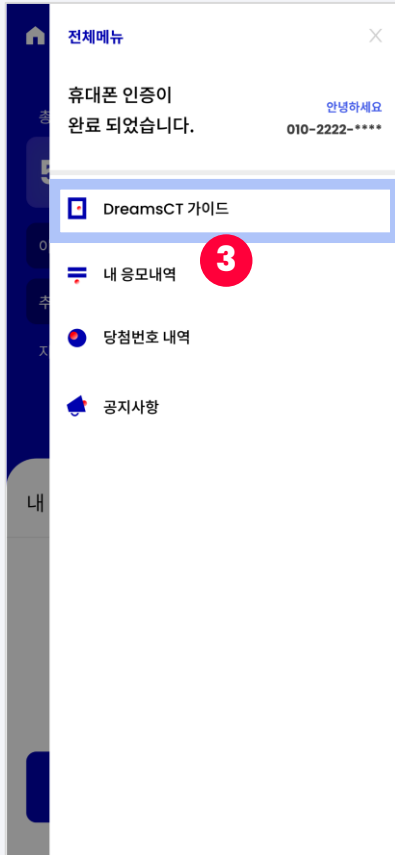 전체메뉴
휴대폰 인증이
완료 되었습니다.
안녕하세요
010-2222-****
DreamsCT 가이드
3
내 응모내역
당첨번호 내역
공지사항
내